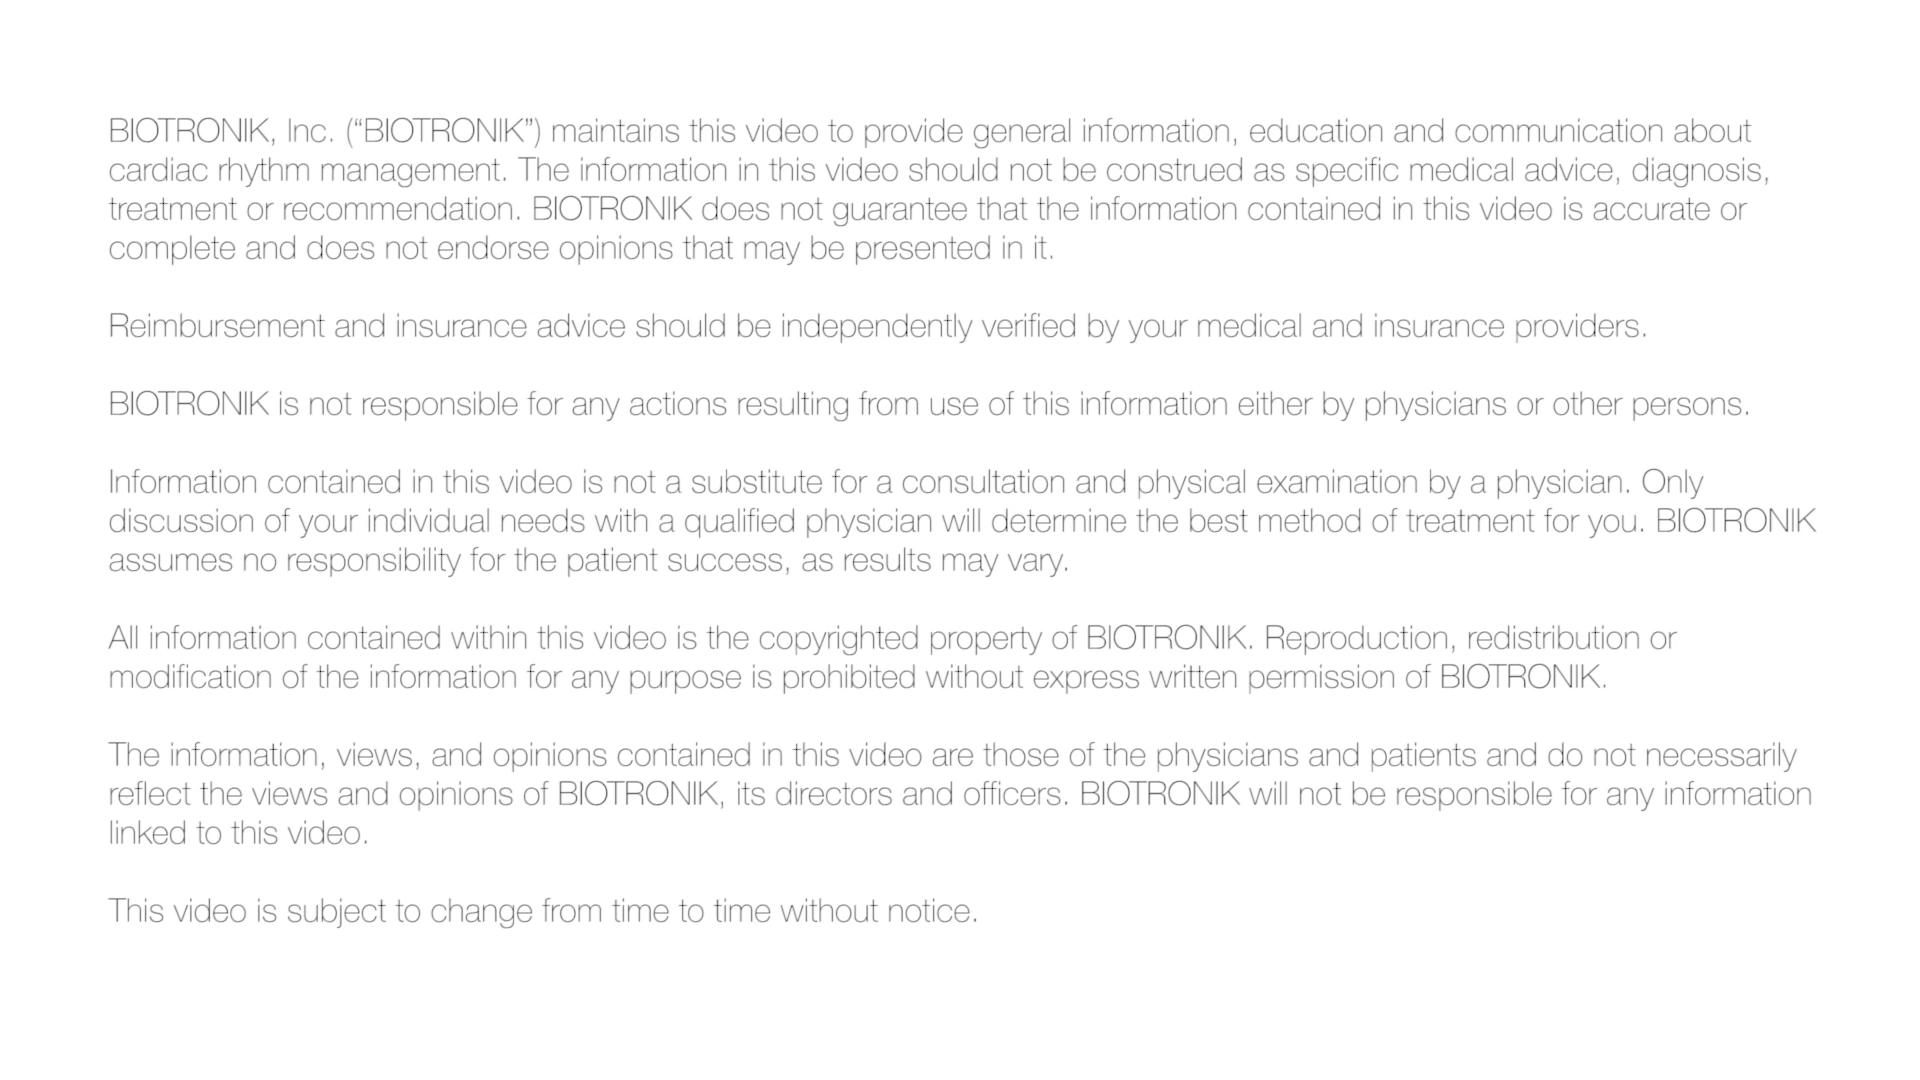 BIOTRONIK, Inc. (“BIOTRONIK”) maintains this video to provide general information, education and communication about
cardiac rhythm management. The information in this video should not be construed as specific medical advice, diagnosis,
treatment or recommendation. BIOTRONIK does not guarantee that the information contained in this video is accurate or
complete and does not endorse opinions that may be presented in it.
Reimbursement and insurance advice should be independently verified by your medical and insurance providers.
BIOTRONIK is not responsible for any actions resulting from use of this information either by physicians or other persons.
Information contained in this video is not a substitute for a consultation and physical examination by a physician. Only
discussion of your individual needs with a qualified physician will determine the best method of treatment for you. BIOTRONIK
assumes no responsibility for the patient success, as results may vary.
All information contained within this video is the copyrighted property of BIOTRONIK. Reproduction, redistribution or
modification of the information for any purpose is prohibited without express written permission of BIOTRONIK.
The information, views, and opinions contained in this video are those of the physicians and patients and do not necessarily
reflect the views and opinions of BIOTRONIK, its directors and officers. BIOTRONIK will not be responsible for any information
linked to this video.
This video is subject to change from time to time without notice.